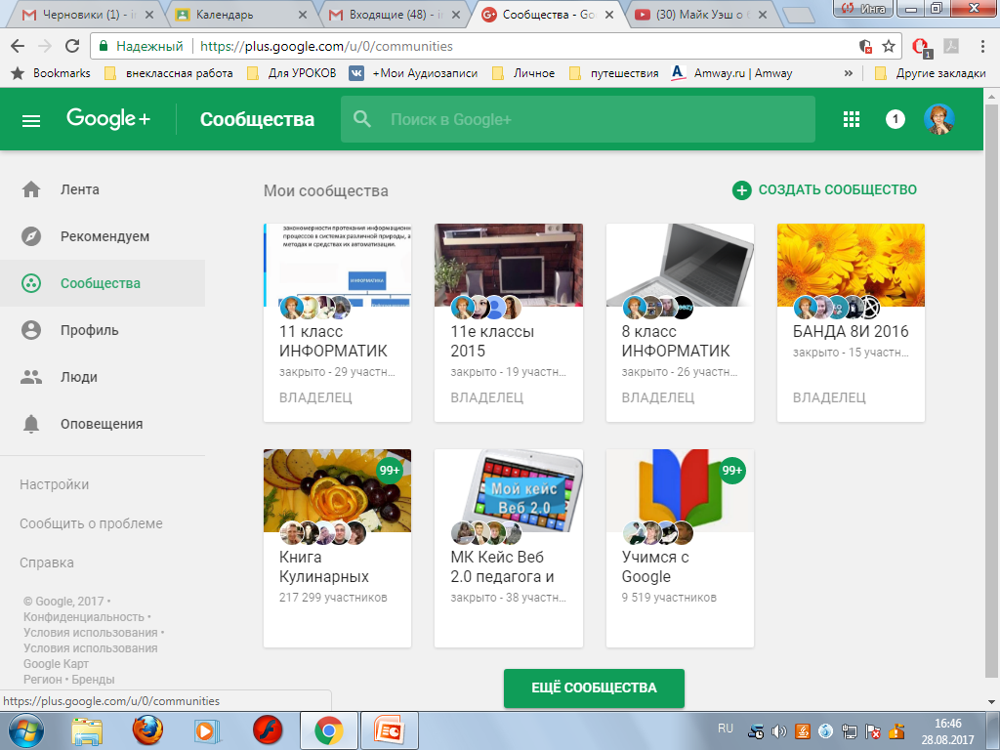 Черновики (1) - i
Календарь
Входящие (48) - i
Сообщества - Go
(30) Майк Уэш о
Инга
Надежный
https://plus.google.com/u/0/communities
1
Bookmarks
внеклассная работа
Для УРОКОВ
+Мои Аудиозаписи
Личное
путешествия
Amway.ru | Amway
»
Другие закладки
Google+
Сообщества
Поиск в Google+
1
Лента
Рекомендуем
Сообщества
Профиль
Люди
Оповещения
Настройки
Сообщить о проблеме
Справка
© Google, 2017 •
Конфиденциальность •
Условия использования •
Условия использования
Google Карт
Регион • Бренды
Мои сообщества
СОЗДАТЬ СООБЩЕСТВО
закономерности протекания информацион
процессов в системах различной природы, а
методах и средствах их автоматизации.
ИНФОРМАТИКА
11 класс
ИНФОРМАТИК
закрыто - 29 участн...
ВЛАДЕЛЕЦ
11е классы
2015
закрыто - 19 участн...
ВЛАДЕЛЕЦ
8 класс
ИНФОРМАТИК
закрыто - 26 участн...
ВЛАДЕЛЕЦ
БАНДА 8И 2016
закрыто - 15 участн...
ВЛАДЕЛЕЦ
99+
Книга
Кулинарных
217 299 участников
Мой кейс
Веб 2.0
МК Кейс Веб
2.0 педагога и
закрыто - 38 участн...
99+
Учимся с
Google
9 519 участников
ЕЩЁ СООБЩЕСТВА
https://plus.google.com/u/0/communities
RU
16:46
28.08.2017